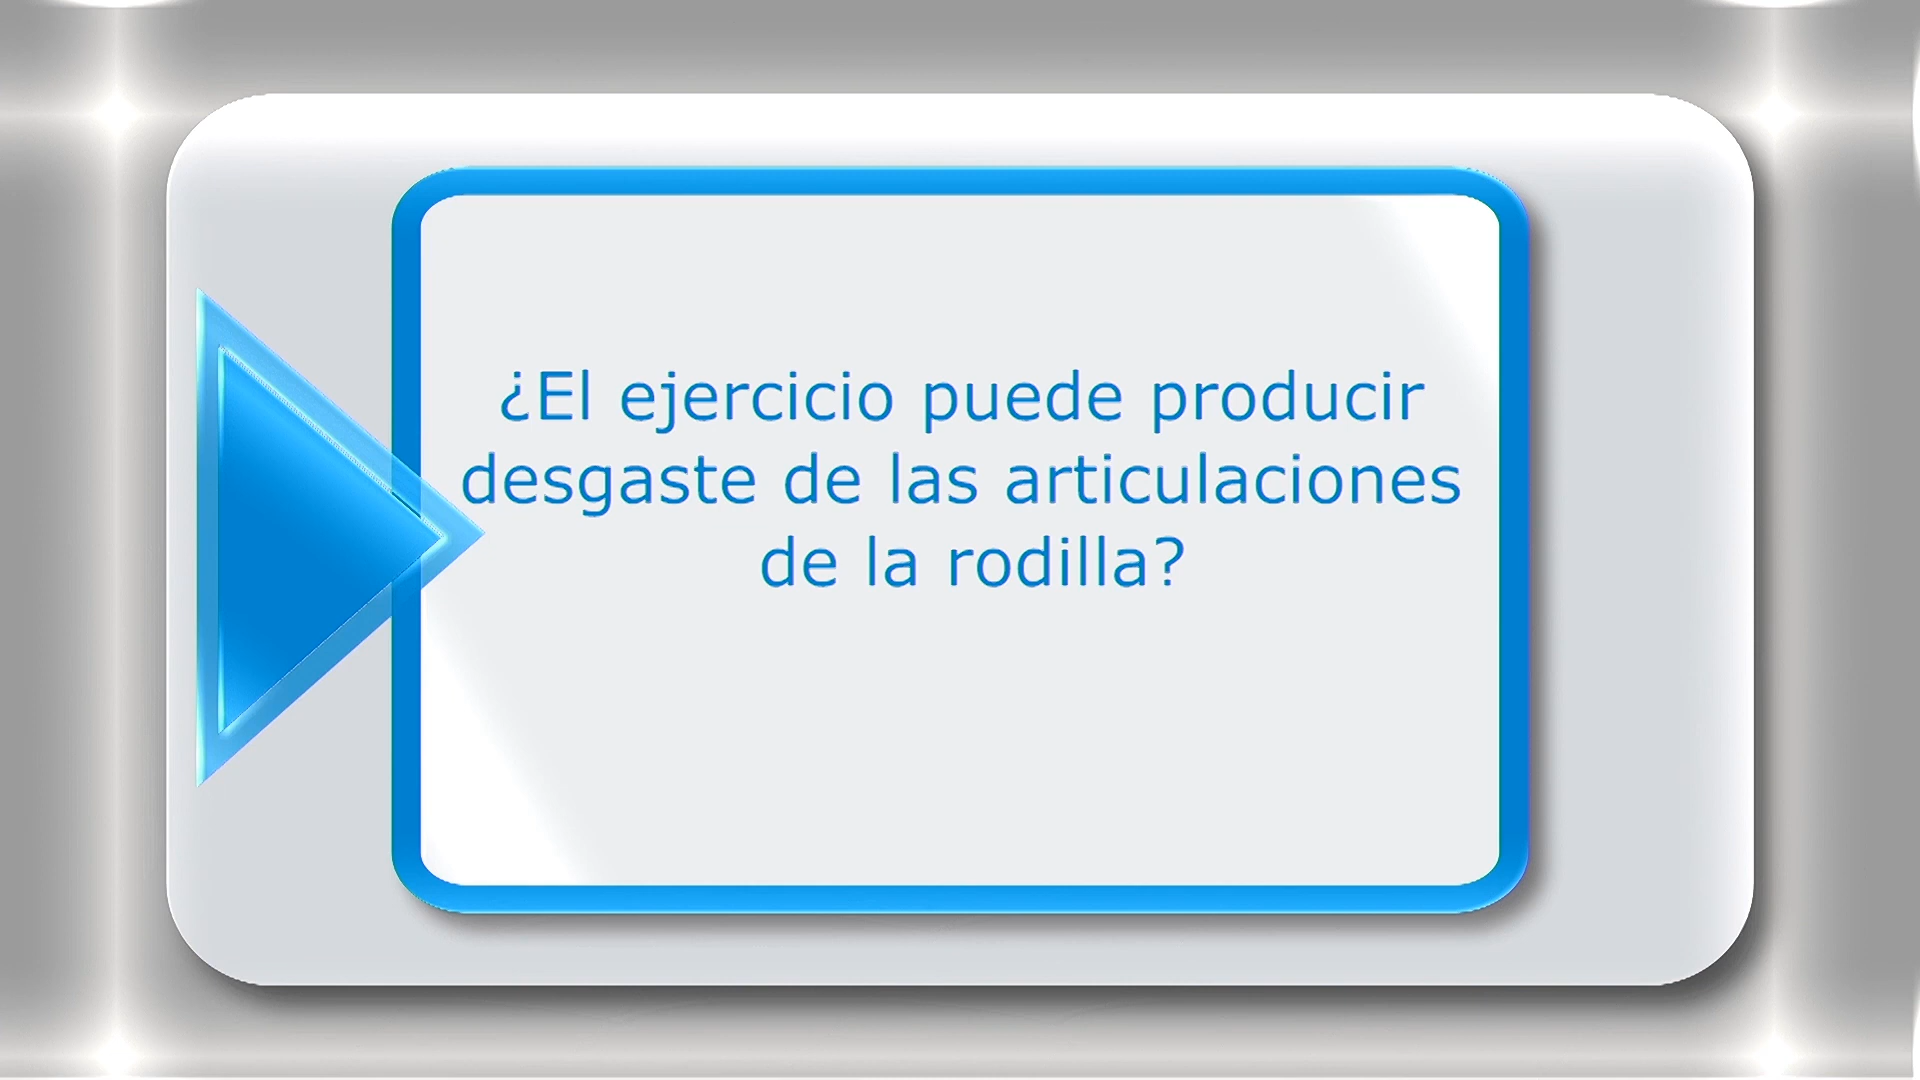 ¿El ejercicio puede producir
desgaste de las articulaciones
de la rodilla?